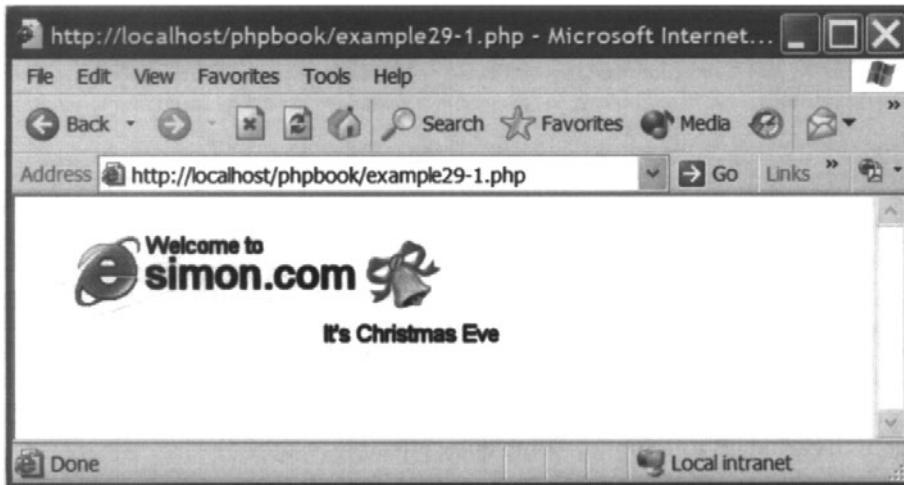 http://localhost/phpbook/example29-1.php - Microsoft Internet...
File Edit View Favorites Tools Help
Back Search Favorites Media »
Address http://localhost/phpbook/example29-1.php Go Links »
Welcome to
simon.com
It's Christmas Eve
Done Local intranet